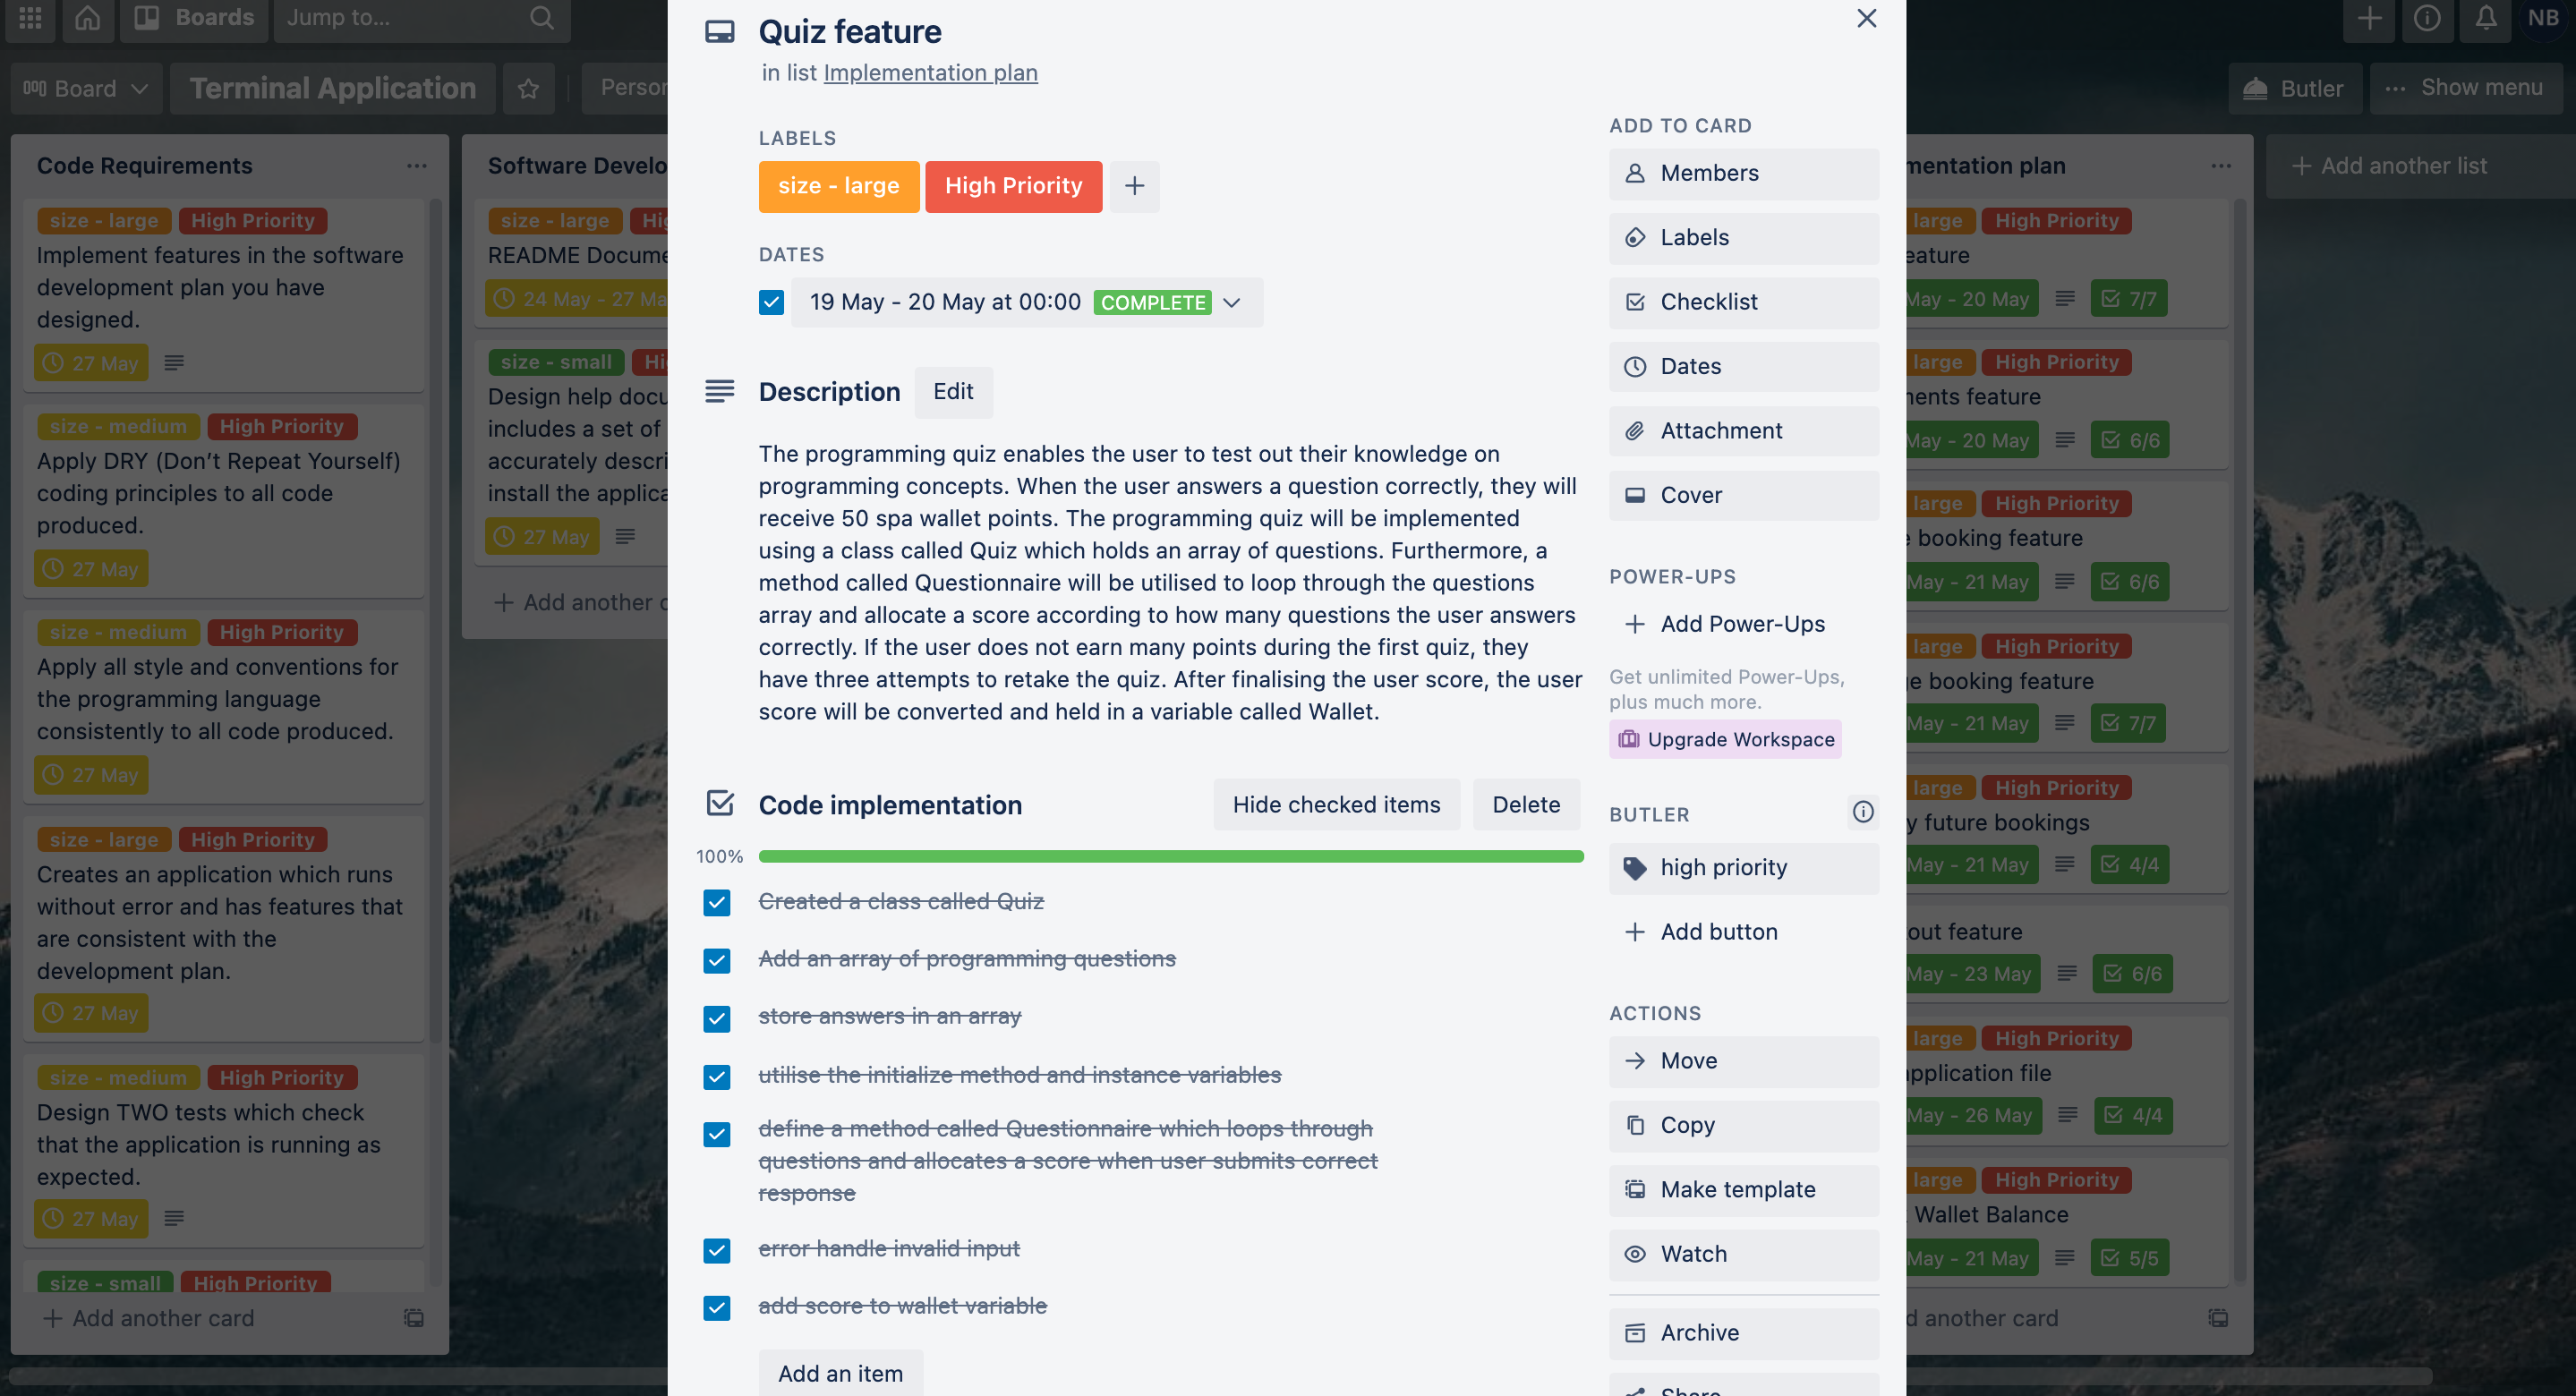 Boards
Jump to...
NB
Board
Terminal Application
Butler
Show menu
Code Requirements
size - large
High Priority
Implement features in the software
development plan you have
designed.
27 May
size - medium
High Priority
Apply DRY (Don't Repeat Yourself)
coding principles to all code
produced.
27 May
size - medium
High Priority
Apply all style and conventions for
the programming language
consistently to all code produced.
27 May
size - large
High Priority
Creates an application which runs
without error and has features that
are consistent with the
development plan.
27 May
size - medium
High Priority
Design TWO tests which check
that the application is running as
expected.
27 May
size - small
High Priority
Add another card
Software Develo
size - large
README Docume
24 May - 27 Ma
size - small
Design help docu
includes a set of
accurately descri
install the applica
27 May
Add another c
Quiz feature
in list Implementation plan
LABELS
size - large
High Priority
DATES
19 May - 20 May at 00:00 COMPLETE
Description
Edit
The programming quiz enables the user to test out their knowledge on
programming concepts. When the user answers a question correctly, they will
receive 50 spa wallet points. The programming quiz will be implemented
using a class called Quiz which holds an array of questions. Furthermore, a
method called Questionnaire will be utilised to loop through the questions
array and allocate a score according to how many questions the user answers
correctly. If the user does not earn many points during the first quiz, they
have three attempts to retake the quiz. After finalising the user score, the user
score will be converted and held in a variable called Wallet.
Code implementation
Hide checked items
Delete
100%
Created a class called Quiz
Add an array of programming questions
store answers in an array
utilise the initialize method and instance variables
define a method called Questionnaire which loops through
questions and allocates a score when user submits correct
response
error handle invalid input
add score to wallet variable
Add an item
ADD TO CARD
Members
Labels
Checklist
Dates
Attachment
Cover
POWER-UPS
Add Power-Ups
Get unlimited Power-Ups,
plus much more.
Upgrade Workspace
BUTLER
high priority
Add button
ACTIONS
Move
Copy
Make template
Watch
Archive
Share
mentation plan
large
High Priority
eature
May - 20 May
7/7
large
High Priority
ents feature
May - 20 May
6/6
large
High Priority
booking feature
May - 21 May
6/6
large
High Priority
e booking feature
May - 21 May
7/7
large
High Priority
y future bookings
May - 21 May
4/4
out feature
May - 23 May
6/6
large
High Priority
pplication file
May - 26 May
4/4
large
High Priority
Wallet Balance
May - 21 May
5/5
d another card
Add another list